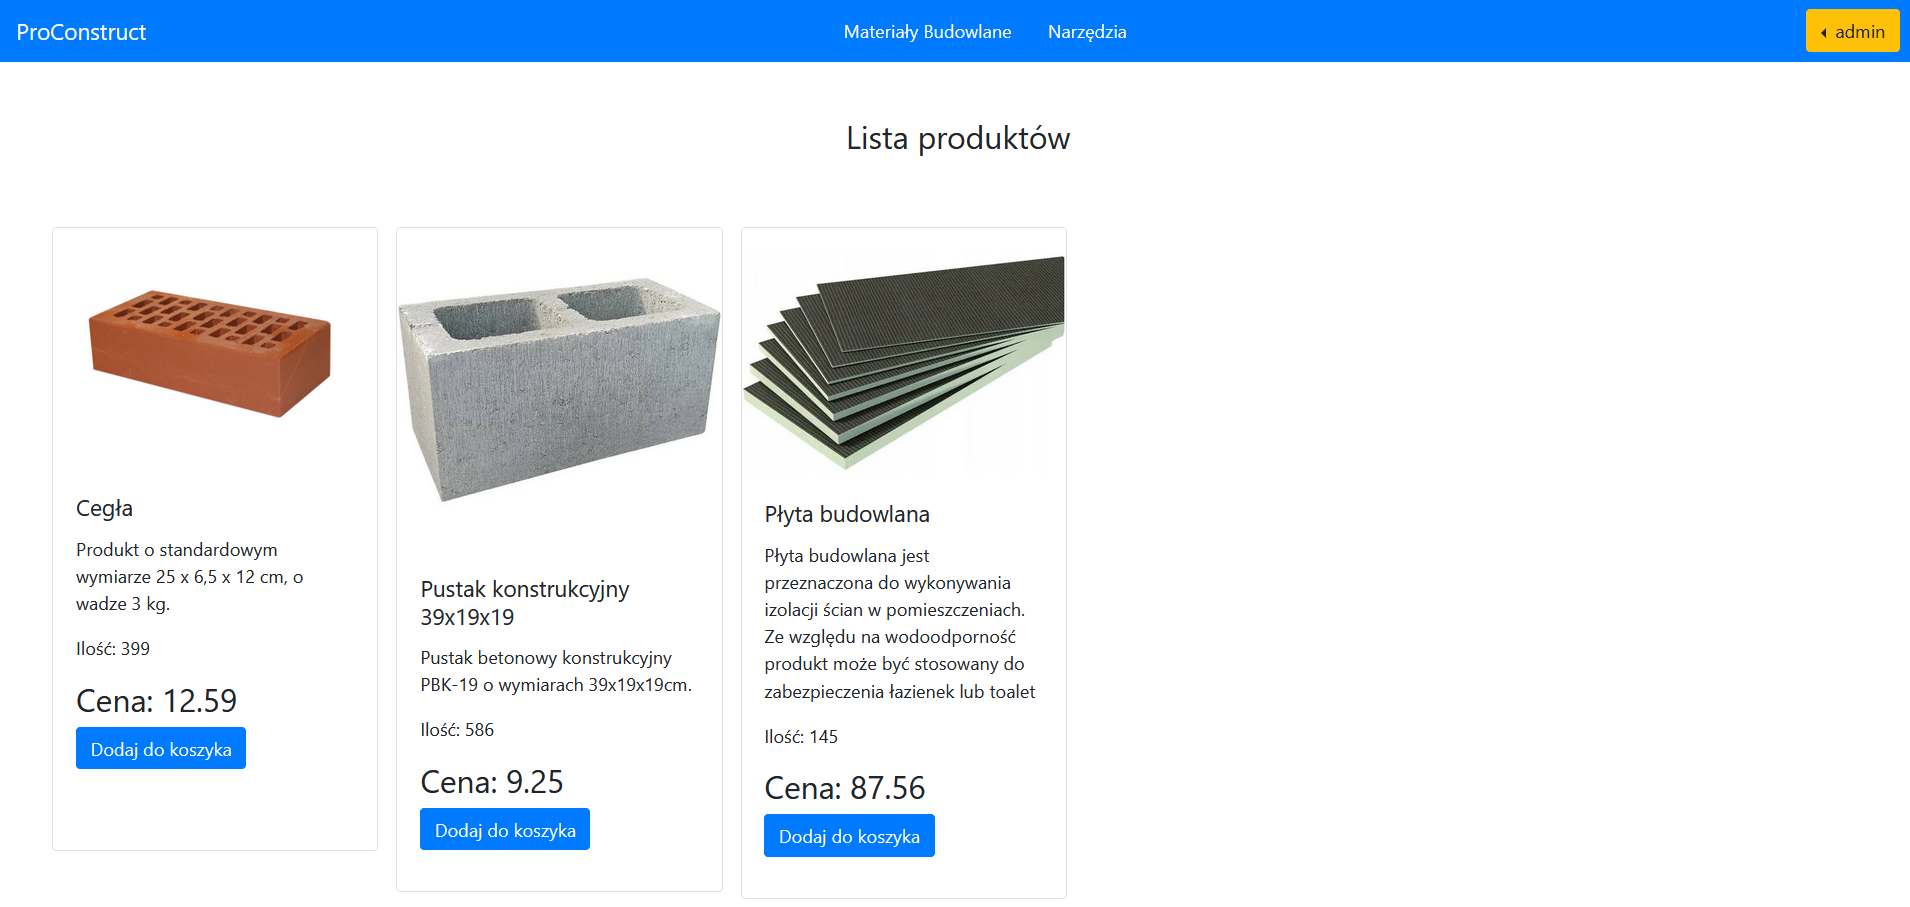 ProConstruct
Materiały Budowlane
Narzędzia
admin
Lista produktów
Cegła
Produkt o standardowym
wymiarze 25 x 6,5 x 12 cm, o
wadze 3 kg.
Ilość: 399
Cena: 12.59
Dodaj do koszyka
Pustak konstrukcyjny
39x19x19
Pustak betonowy konstrukcyjny
PBK-19 o wymiarach 39x19x19cm.
Ilość: 586
Cena: 9.25
Dodaj do koszyka
Płyta budowlana
Płyta budowlana jest
przeznaczona do wykonywania
izolacji ścian w pomieszczeniach.
Ze względu na wodoodporność
produkt może być stosowany do
zabezpieczenia łazienek lub toalet
Ilość: 145
Cena: 87.56
Dodaj do koszyka